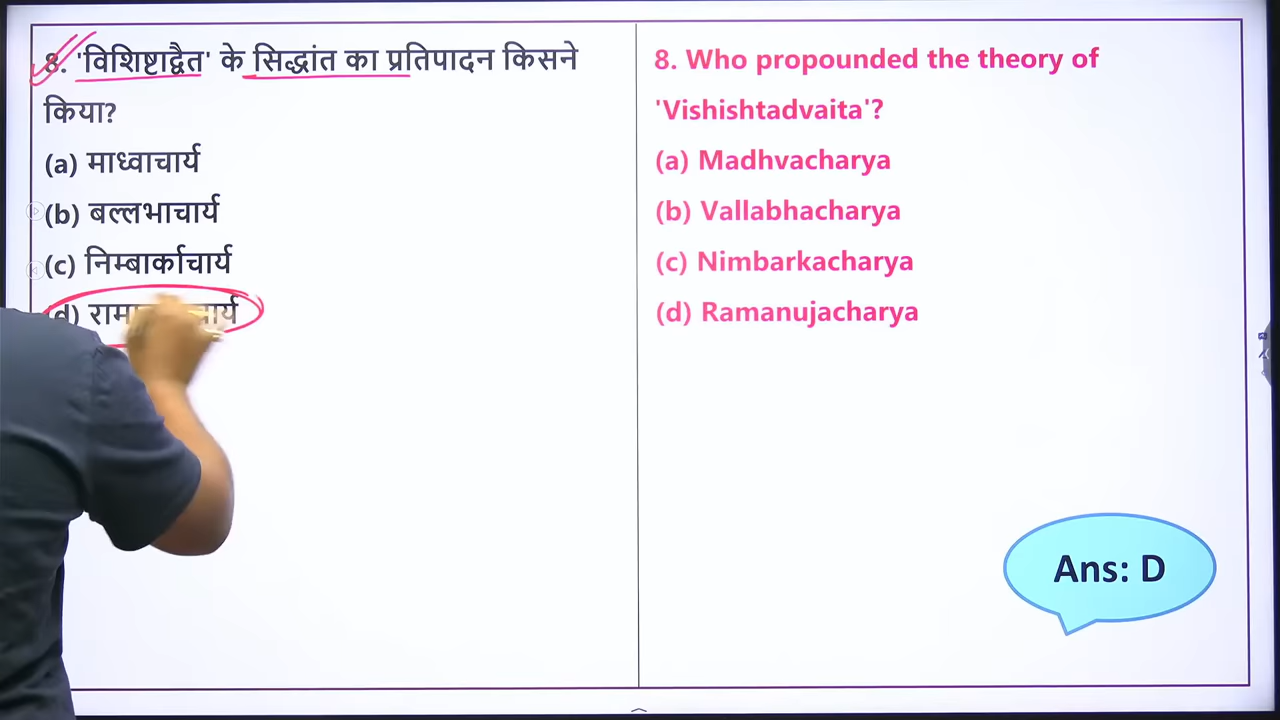 8. 'विशिष्टाद्वैत' के सिद्धांत का प्रतिपादन किसने
किया?
(a) माध्वाचार्य
(b) बल्लभाचार्य
(c) निम्बार्काचार्य
(d)
8. Who propounded the theory of
'Vishishtadvaita'?
(a) Madhvacharya
(b) Vallabhacharya
(c) Nimbarkacharya
(d) Ramanujacharya
Ans: D